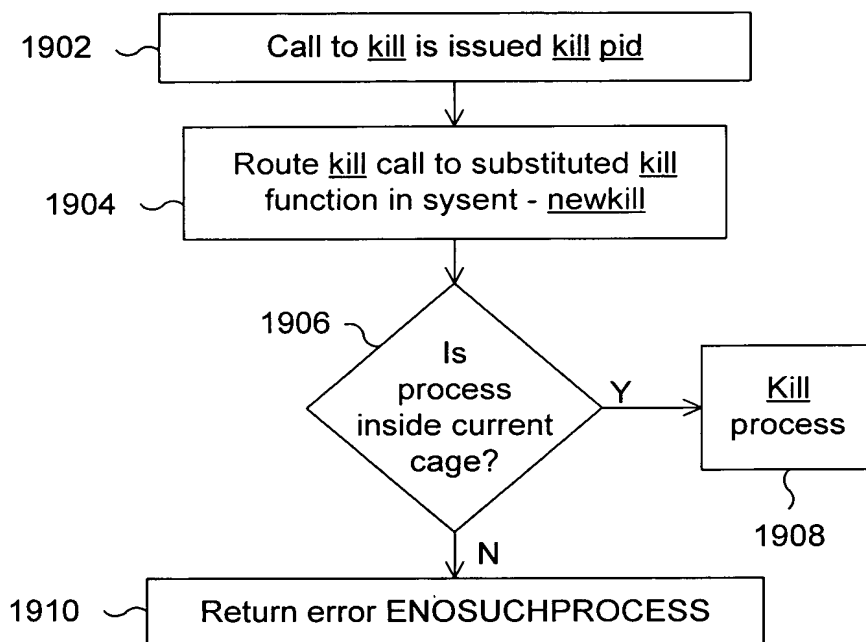 1902
Call to kill is issued kill pid
1904
Route kill call to substituted kill
function in sysent - newkill
1906
Is
process
inside current
cage?
Y
Kill
process
1908
N
1910
Return error ENOSUCHPROCESS